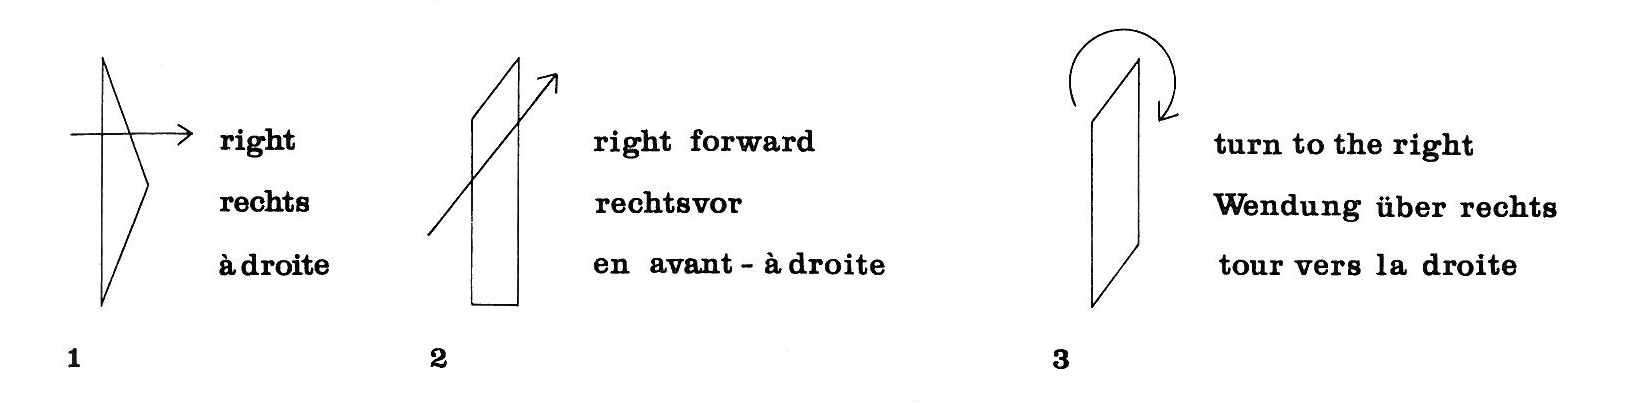 right
rechts
à droite
1
right forward
rechtsvor
en avant - à droite
2
turn to the right
Wendung über rechts
tour vers la droite
3